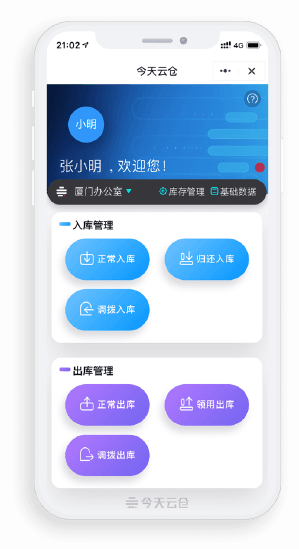 21:02
4G
今天云仓
小明
张小明，欢迎您！
厦门办公室 库存管理 基础数据
入库管理
正常入库 归还入库
调拨入库
出库管理
正常出库 领用出库
调拨出库
今天云仓